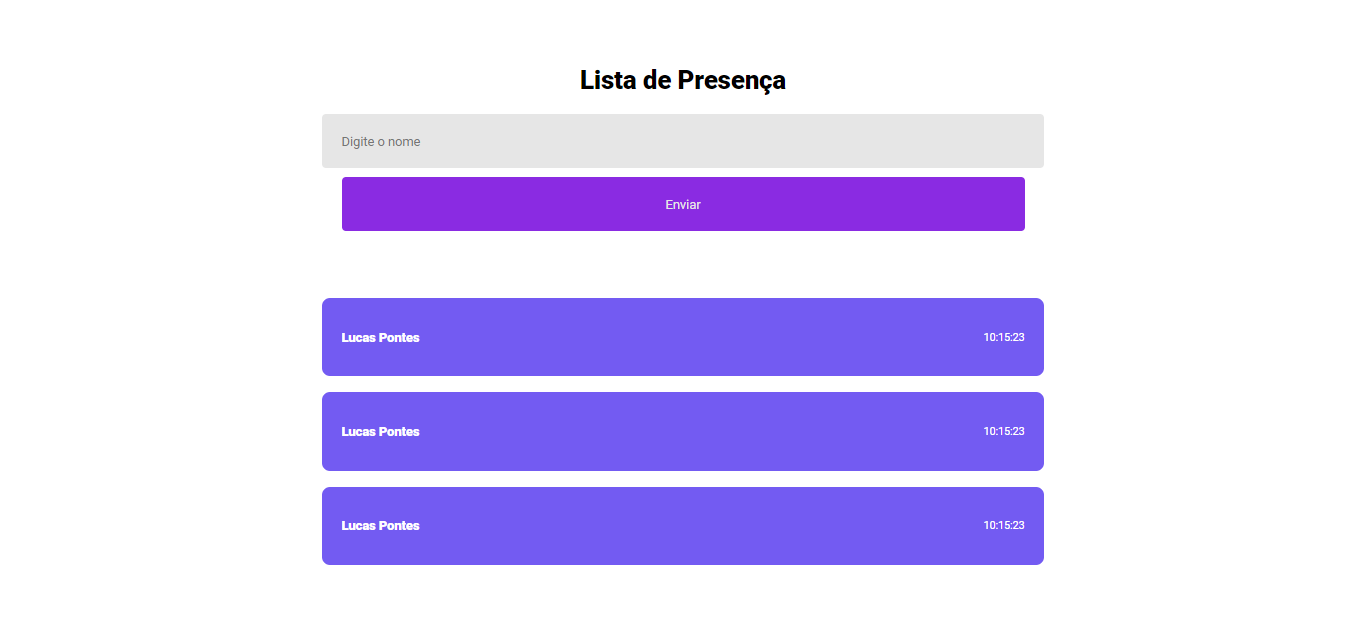 Lista de Presença
Digite o nome
Enviar
Lucas Pontes 10:15:23
Lucas Pontes 10:15:23
Lucas Pontes 10:15:23